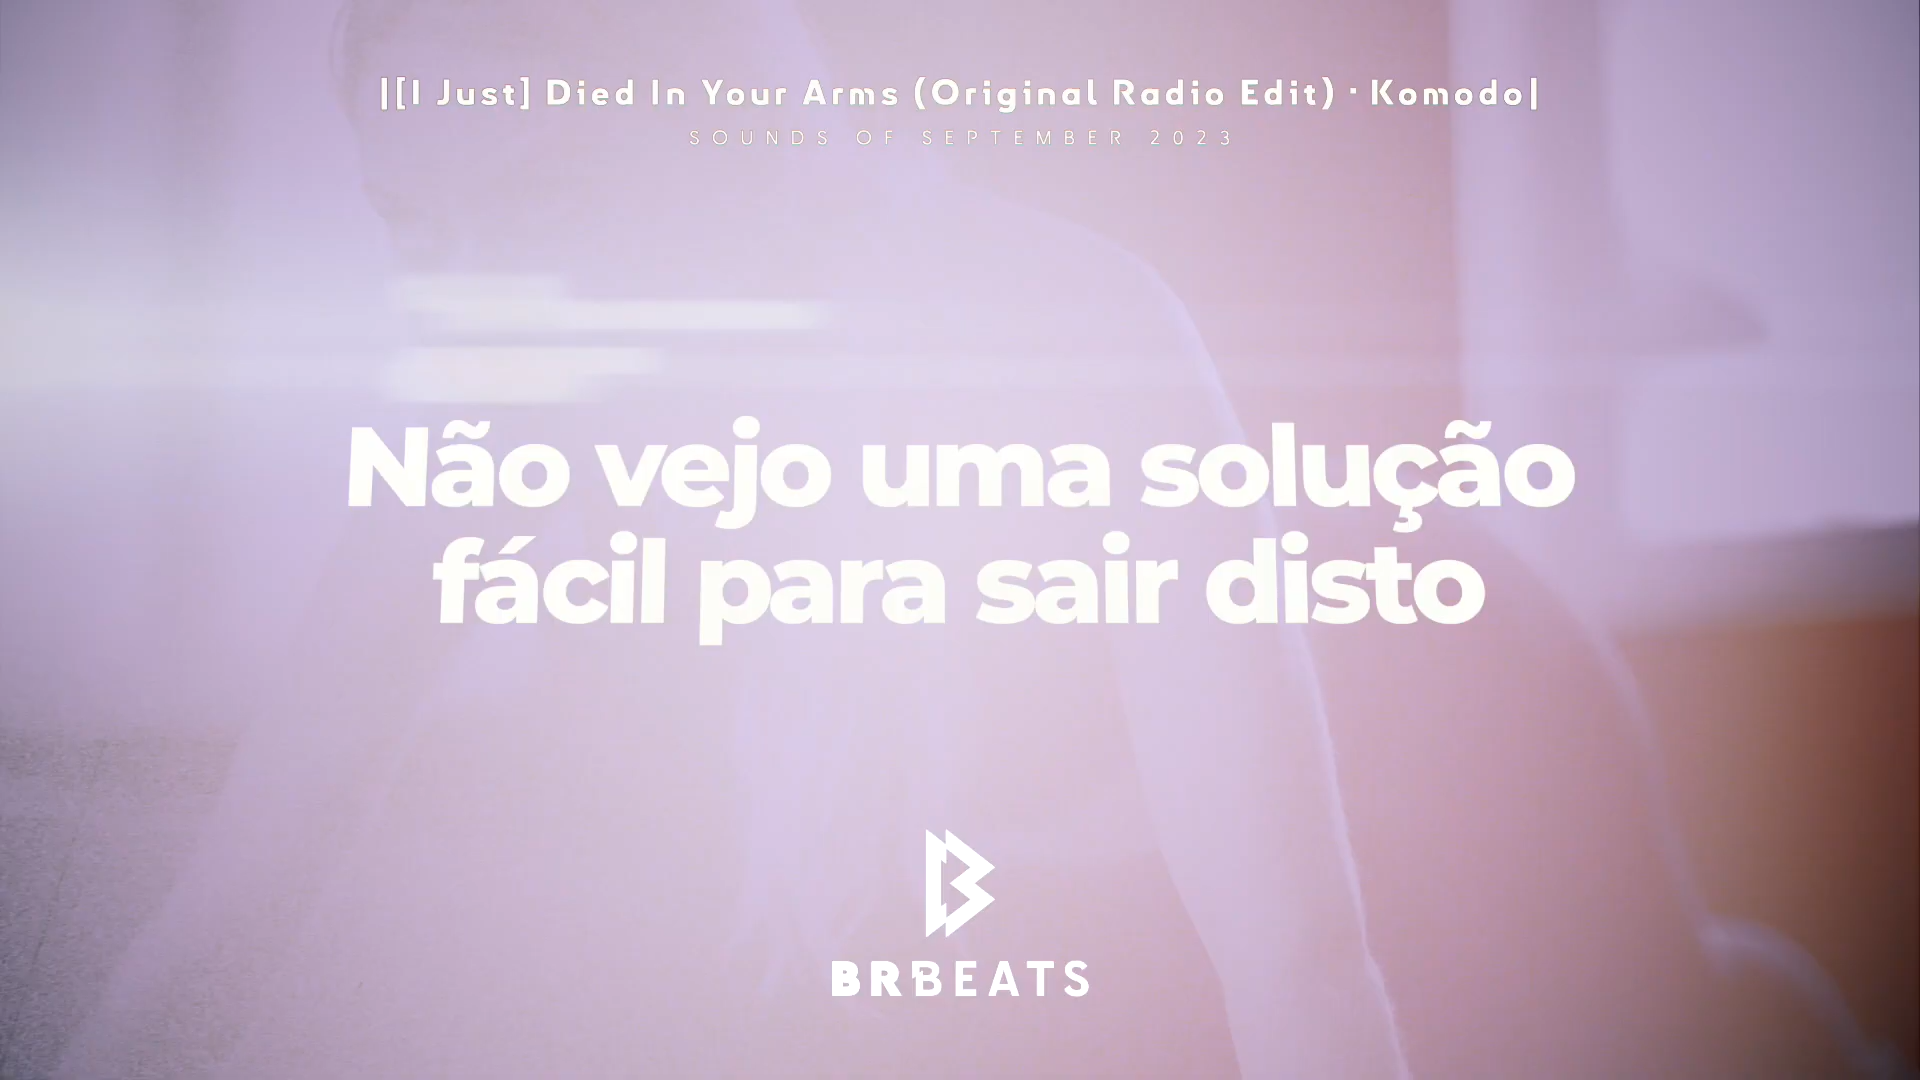 |[I Just] Died In Your Arms (Original Radio Edit) · Komodo|
SOUNDS OF SEPTEMBER 2023
Não vejo uma solução
fácil para sair disto
BRBEATS